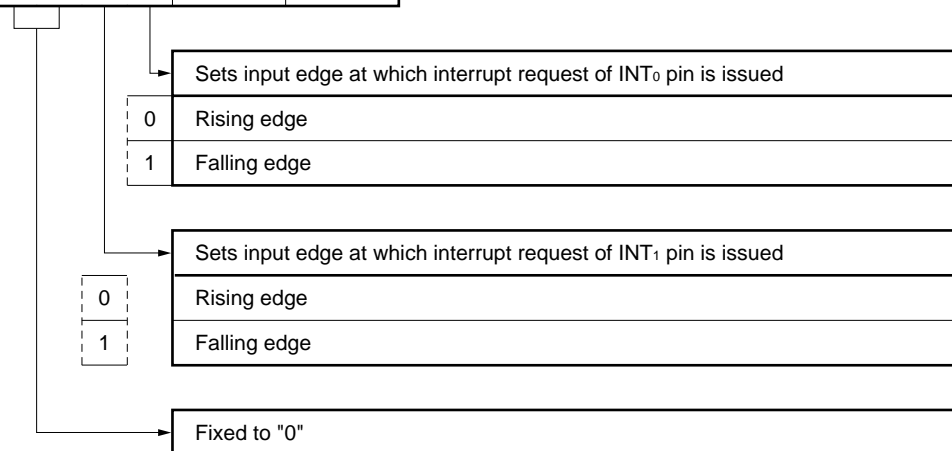 Sets input edge at which interrupt request of INT₀ pin is issued
0 Rising edge
1 Falling edge
Sets input edge at which interrupt request of INT₁ pin is issued
0 Rising edge
1 Falling edge
Fixed to "0"